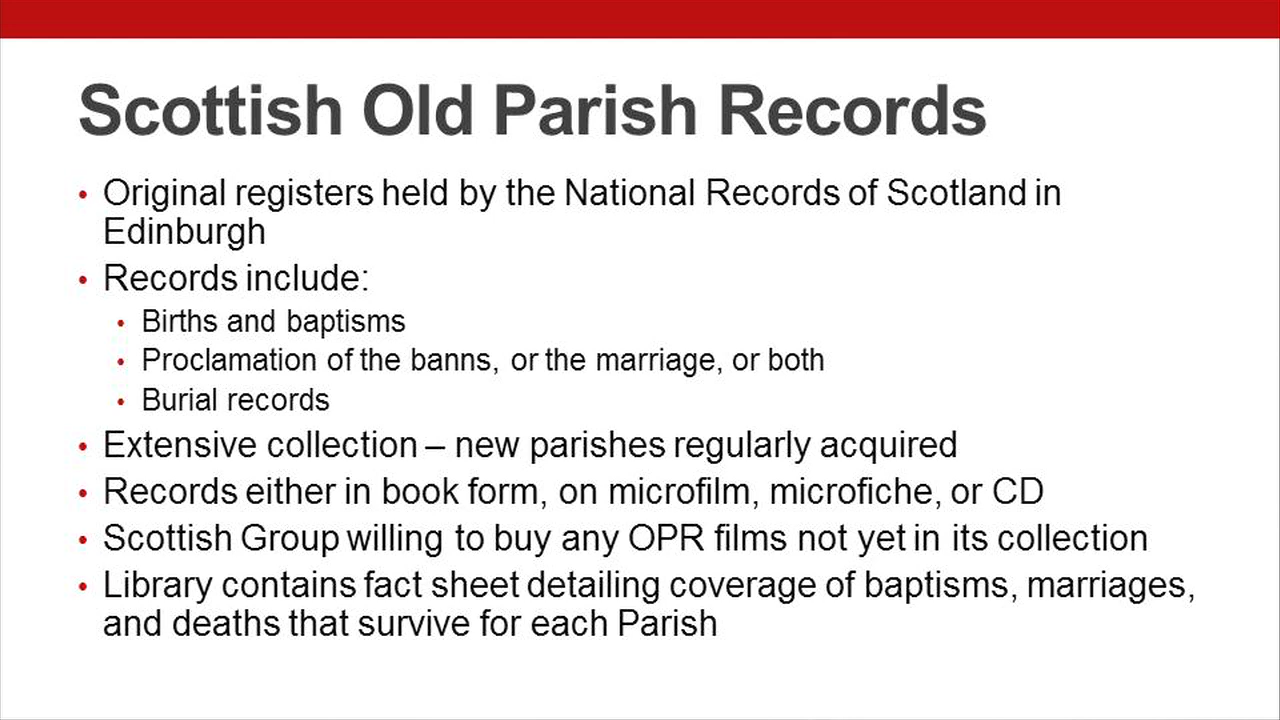 Scottish Old Parish Records
• Original registers held by the National Records of Scotland in
Edinburgh
• Records include:
• Births and baptisms
• Proclamation of the banns, or the marriage, or both
• Burial records
• Extensive collection – new parishes regularly acquired
• Records either in book form, on microfilm, microfiche, or CD
• Scottish Group willing to buy any OPR films not yet in its collection
• Library contains fact sheet detailing coverage of baptisms, marriages,
and deaths that survive for each Parish